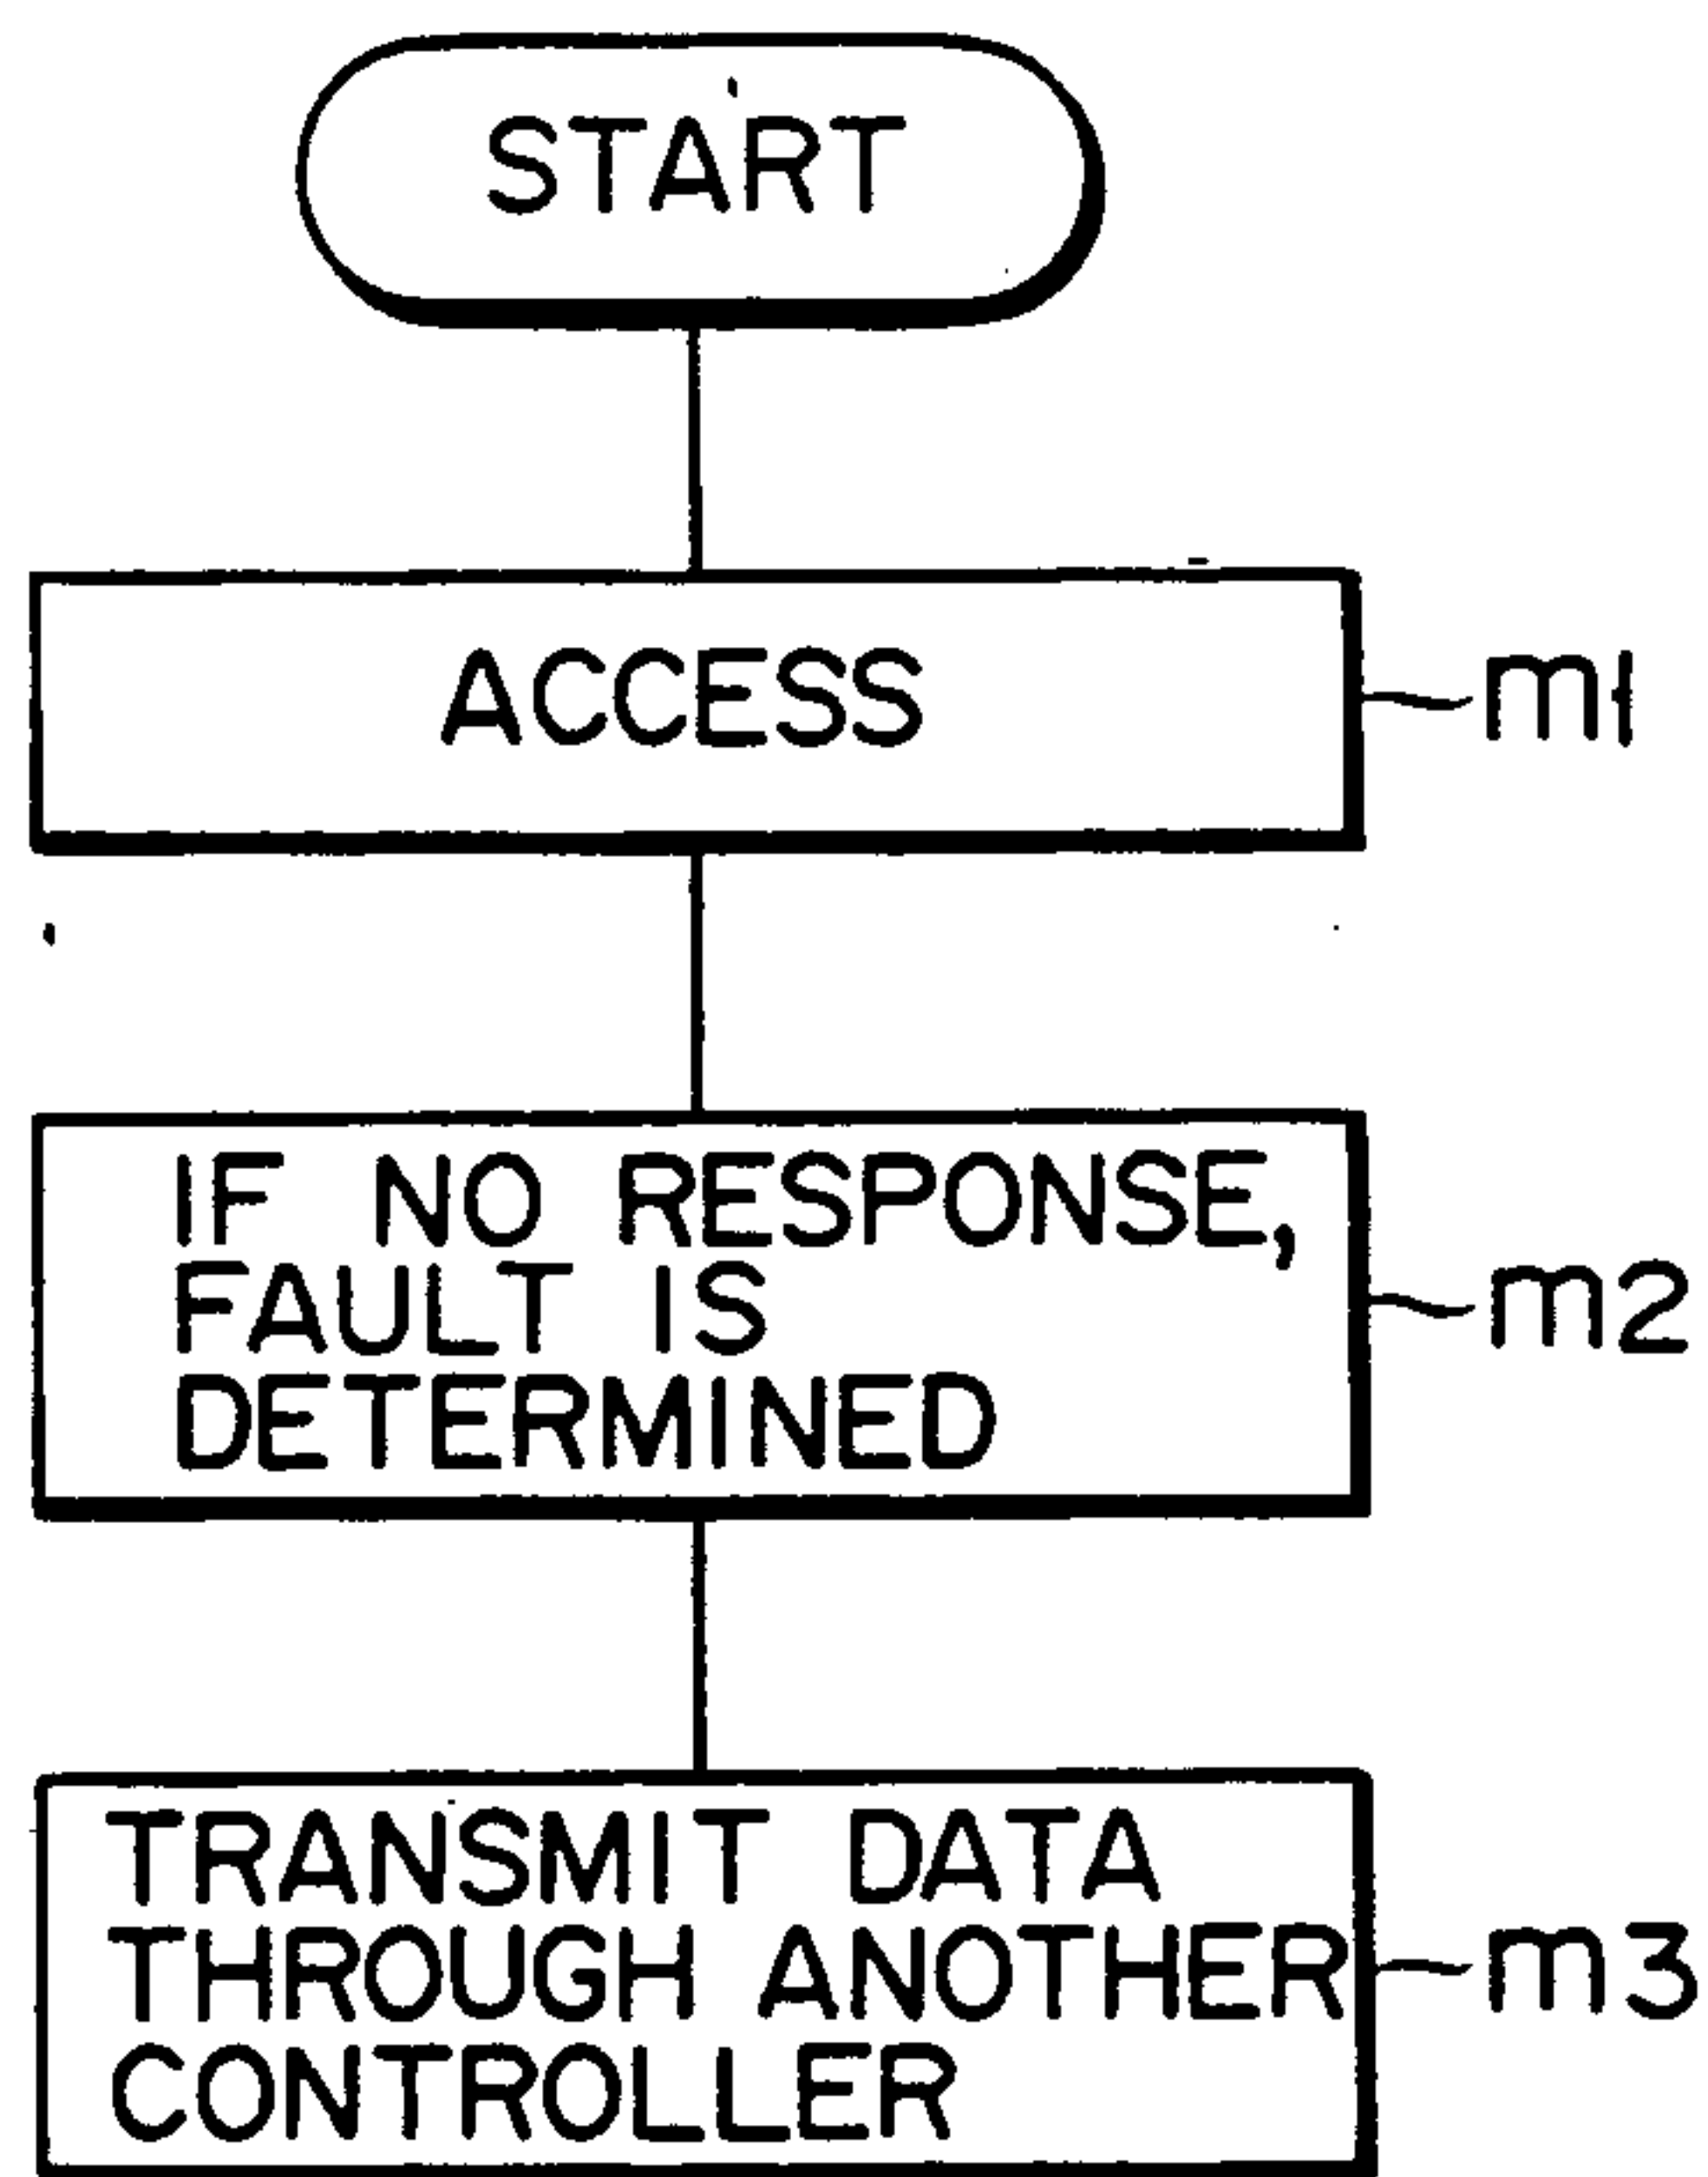 START
ACCESS
m1
IF NO RESPONSE,
FAULT IS
DETERMINED
m2
TRANSMIT DATA
THROUGH ANOTHER
CONTROLLER
m3